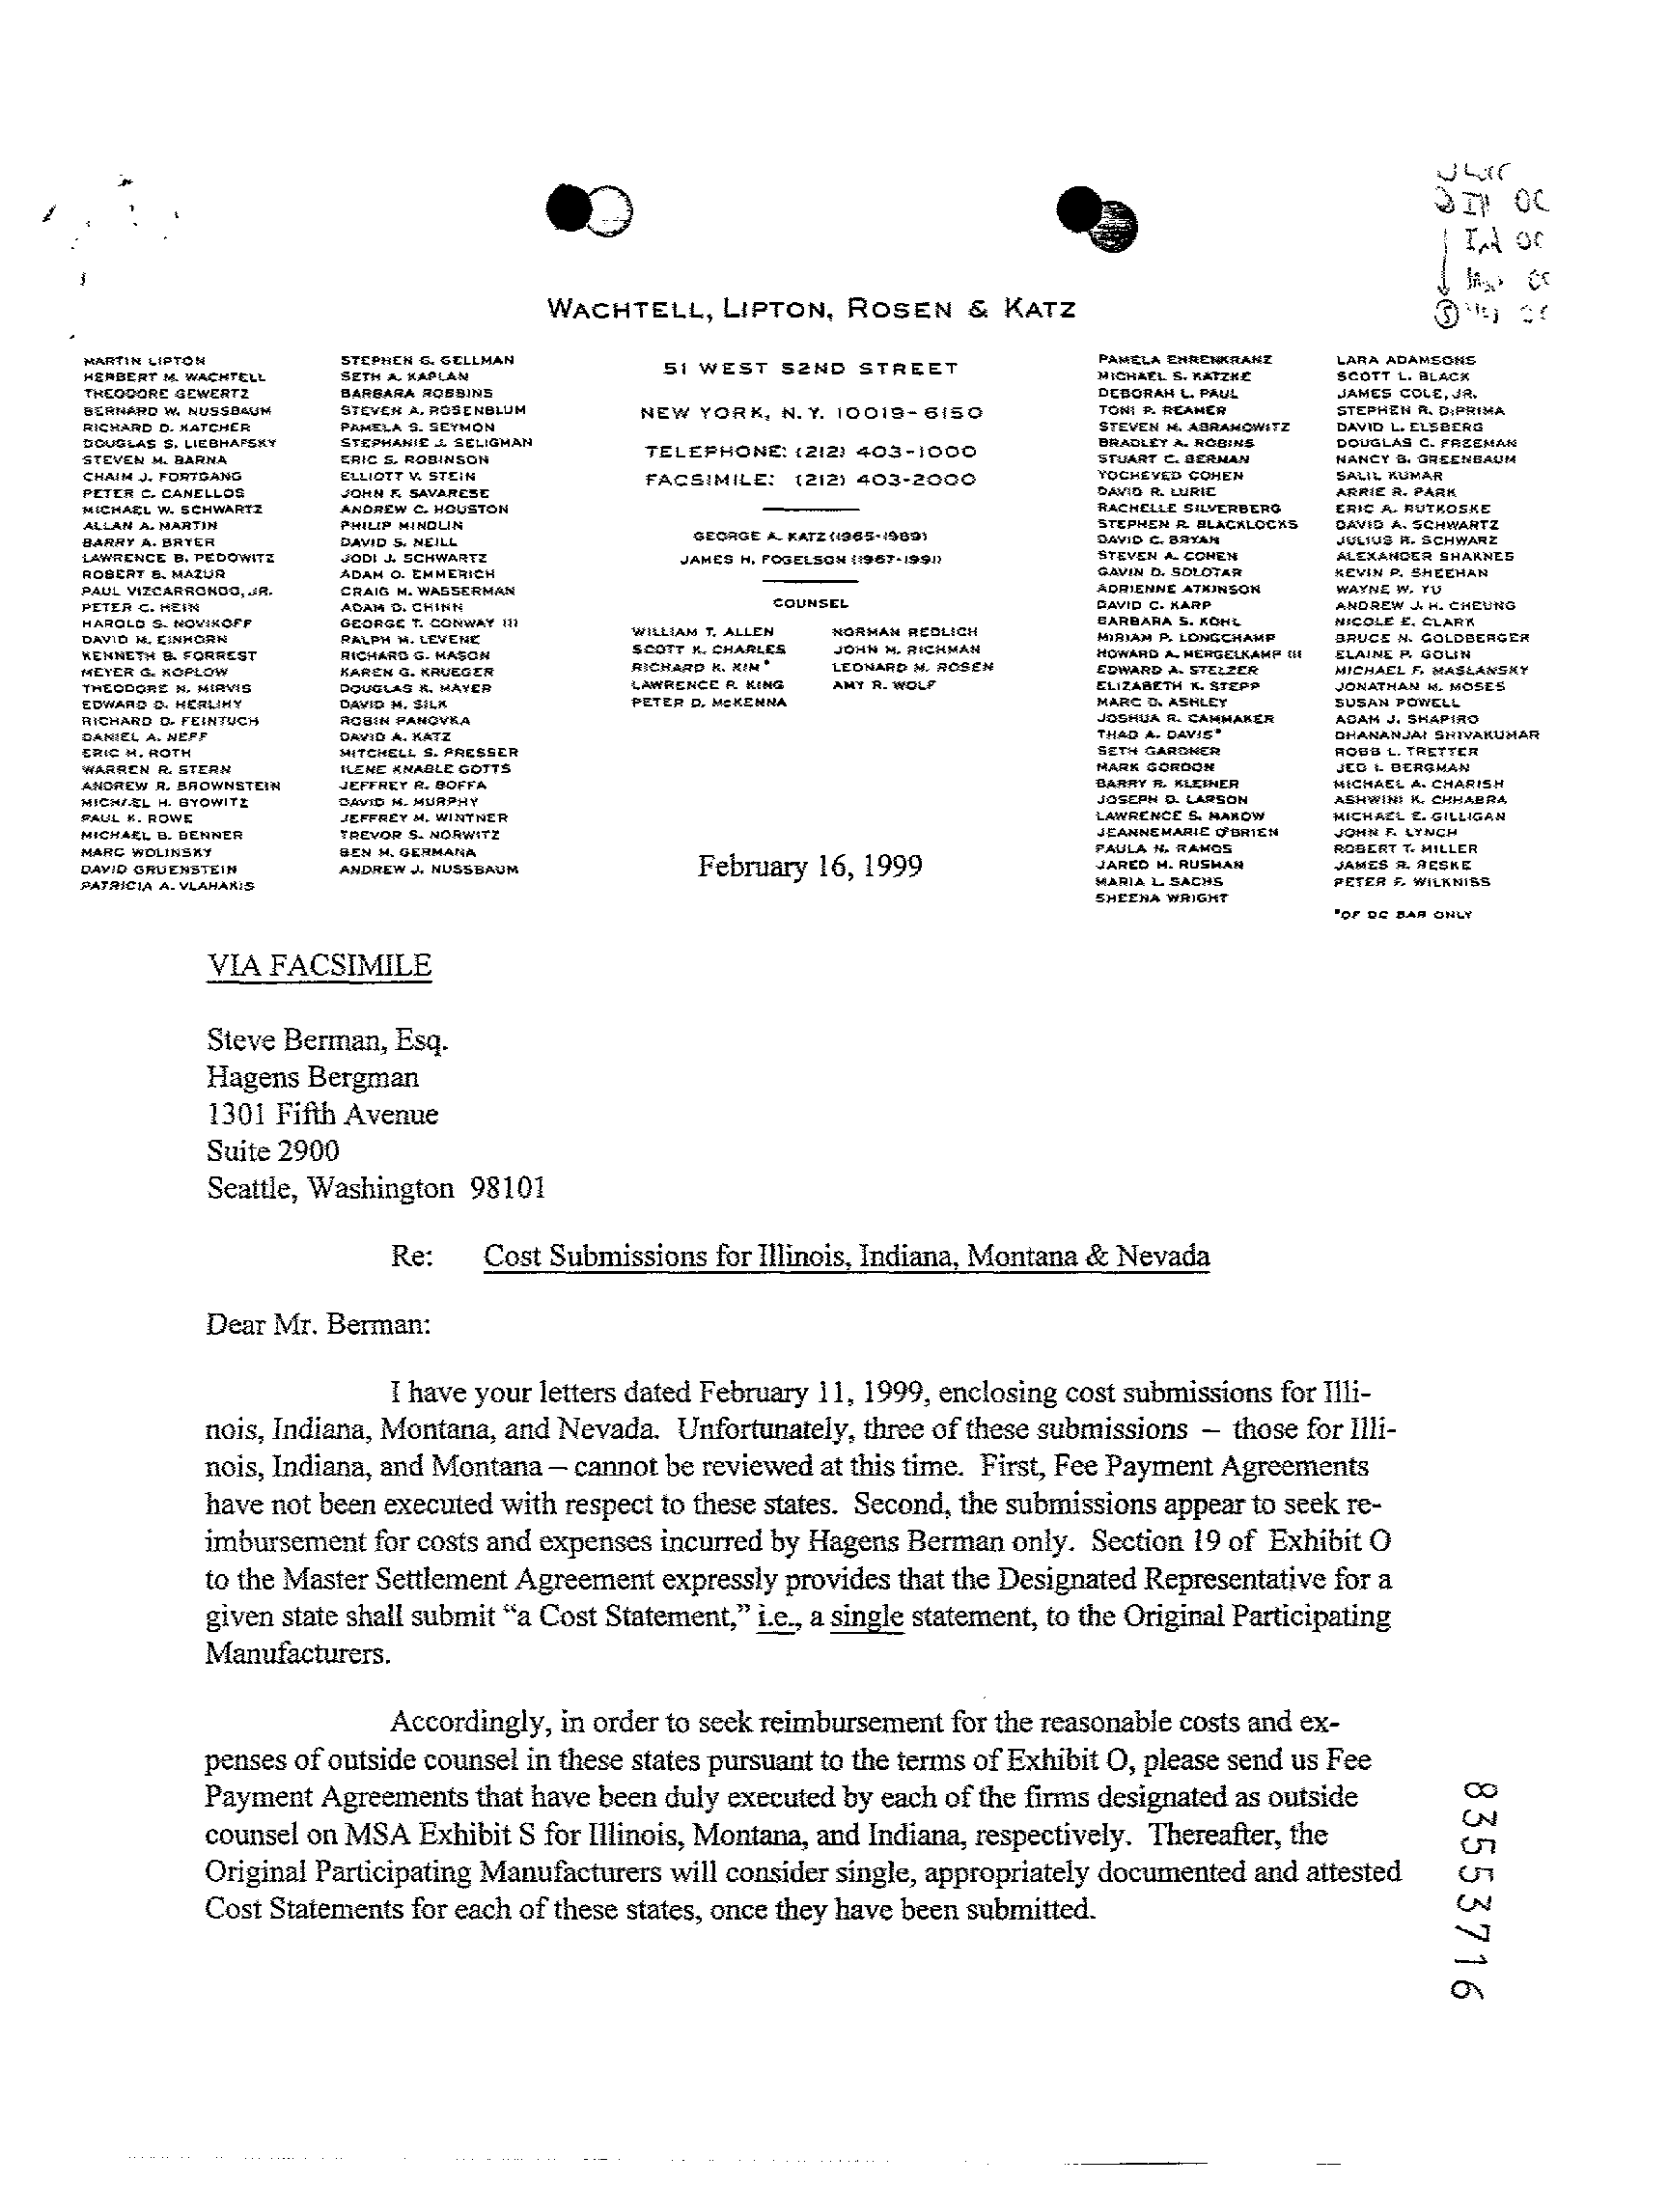 WACHTELL, LIPTON, ROSEN & KATZ
MARTIN LIPTON
HERBERT M. WACHTELL
THEODORE GEWERTZ
BERNARD W. NUSSBAUM
RICHARD D. KATCHER
DOUGLAS S. LIEBHAFSKY
STEVEN M. BARNA
CHAIM J. FORTGANG
PETER C. CANELLOS
MICHAEL W. SCHWARTZ
ALLAN A. MARTIN
BARRY A. BRYER
LAWRENCE B. PEDOWITZ
ROBERT B. MAZUR
PAUL VIZCARRONDO, JR.
PETER C. HEIN
HAROLD S. NOVIKOFF
DAVID M. EINHORN
KENNETH B. FORREST
MEYER G. KOPLOW
THEODORE N. MIRVIS
EDWARD D. HERLIHY
RICHARD D. FEINTUCH
DANIEL A. NEFF
ERIC M. ROTH
WARREN R. STERN
ANDREW R. BROWNSTEIN
MICHAEL H. BYOWITZ
PAUL K. ROWE
MICHAEL B. BENNER
MARC WOLINSKY
DAVID GRUENSTEIN
PATRICIA A. VLAHAKIS
STEPHEN G. GELLMAN
SETH A. KAPLAN
BARBARA ROBBINS
STEVEN A. ROSENBLUM
PAMELA S. SEYMON
STEPHANIE J. SELIGMAN
ERIC S. ROBINSON
ELLIOTT V. STEIN
JOHN F. SAVARESE
ANDREW C. HOUSTON
PHILIP MINDLIN
DAVID S. NEILL
JODI J. SCHWARTZ
ADAM O. EMMERICH
CRAIG M. WASSERMAN
ADAM D. CHINN
GEORGE T. CONWAY III
RALPH M. LEVENE
RICHARD G. MASON
KAREN G. KRUEGER
DOUGLAS K. MAYER
DAVID M. SILK
ROBIN PANOVKA
DAVID A. KATZ
MITCHELL S. PRESSER
ILENE KNABLE GOTTS
JEFFREY R. BOFFA
DAVID M. MURPHY
JEFFREY M. WINTNER
TREVOR S. NORWITZ
BEN M. GERMANA
ANDREW J. NUSSBAUM
51 WEST 52ND STREET
NEW YORK, N.Y. 10019-6150
TELEPHONE: (212) 403-1000
FACSIMILE: (212) 403-2000
GEORGE A. KATZ (1965-1989)
JAMES H. FOGELSON (1967-1991)
COUNSEL
WILLIAM T. ALLEN
SCOTT K. CHARLES
RICHARD K. KIM*
LAWRENCE P. KING
PETER D. McKENNA
NORMAN REDLICH
JOHN M. RICHMAN
LEONARD M. ROSEN
AMY R. WOLF
PAMELA EHRENKRANZ
MICHAEL S. KATZKE
DEBORAH L. PAUL
TONI P. REAMER
STEVEN M. ABRAMOWITZ
BRADLEY A. ROBINS
STUART C. BERMAN
YOCHEVED COHEN
DAVID R. LURIE
RACHELLE SILVERBERG
STEPHEN R. BLACKLOCKS
DAVID C. BRYAN
STEVEN A. COHEN
GAVIN D. SOLOTAR
ADRIENNE ATKINSON
DAVID C. KARP
BARBARA S. KOHL
MIRIAM P. LONGCHAMP
HOWARD A. MERGELKAMP III
EDWARD A. STELZER
ELIZABETH K. STEPP
MARC D. ASHLEY
JOSHUA R. CAMMAKER
THAD A. DAVIS*
SETH GARDNER
MARK GORDON
BARRY R. KLEINER
JOSEPH D. LARSON
LAWRENCE S. MAKOW
JEANNEMARIE O'BRIEN
PAULA N. RAMOS
JARED M. RUSMAN
MARIA L. SACHS
SHEENA WRIGHT
LARA ADAMSONS
SCOTT L. BLACK
JAMES COLE, JR.
STEPHEN R. DiPRIMA
DAVID L. ELSBERG
DOUGLAS C. FREEMAN
NANCY B. GREENBAUM
SALIL KUMAR
ARRIE R. PARK
ERIC A. RUTKOSKE
DAVID A. SCHWARTZ
JULIUS R. SCHWARZ
ALEXANDER SHAKNES
KEVIN P. SHEEHAN
WAYNE W. YU
ANDREW J. H. CHEUNG
NICOLE E. CLARK
BRUCE N. GOLDBERGER
ELAINE P. GOLIN
MICHAEL F. MASLANSKY
JONATHAN M. MOSES
SUSAN POWELL
ADAM J. SHAPIRO
DHANANJAI SHIVAKUMAR
ROBB L. TRETTER
JED I. BERGMAN
MICHAEL A. CHARISH
ASHWINI K. CHHABRA
MICHAEL E. GILLIGAN
JOHN F. LYNCH
ROBERT T. MILLER
JAMES R. RESKE
PETER F. WILKNISS
*OF DC BAR ONLY
February 16, 1999
VIA FACSIMILE
Steve Berman, Esq.
Hagens Bergman
1301 Fifth Avenue
Suite 2900
Seattle, Washington 98101
Re: Cost Submissions for Illinois, Indiana, Montana & Nevada
Dear Mr. Berman:
I have your letters dated February 11, 1999, enclosing cost submissions for Illi-
nois, Indiana, Montana, and Nevada. Unfortunately, three of these submissions – those for Illi-
nois, Indiana, and Montana – cannot be reviewed at this time. First, Fee Payment Agreements
have not been executed with respect to these states. Second, the submissions appear to seek re-
imbursement for costs and expenses incurred by Hagens Berman only. Section 19 of Exhibit O
to the Master Settlement Agreement expressly provides that the Designated Representative for a
given state shall submit “a Cost Statement,” i.e., a single statement, to the Original Participating
Manufacturers.
Accordingly, in order to seek reimbursement for the reasonable costs and ex-
penses of outside counsel in these states pursuant to the terms of Exhibit O, please send us Fee
Payment Agreements that have been duly executed by each of the firms designated as outside
counsel on MSA Exhibit S for Illinois, Montana, and Indiana, respectively. Thereafter, the
Original Participating Manufacturers will consider single, appropriately documented and attested
Cost Statements for each of these states, once they have been submitted.
83553716